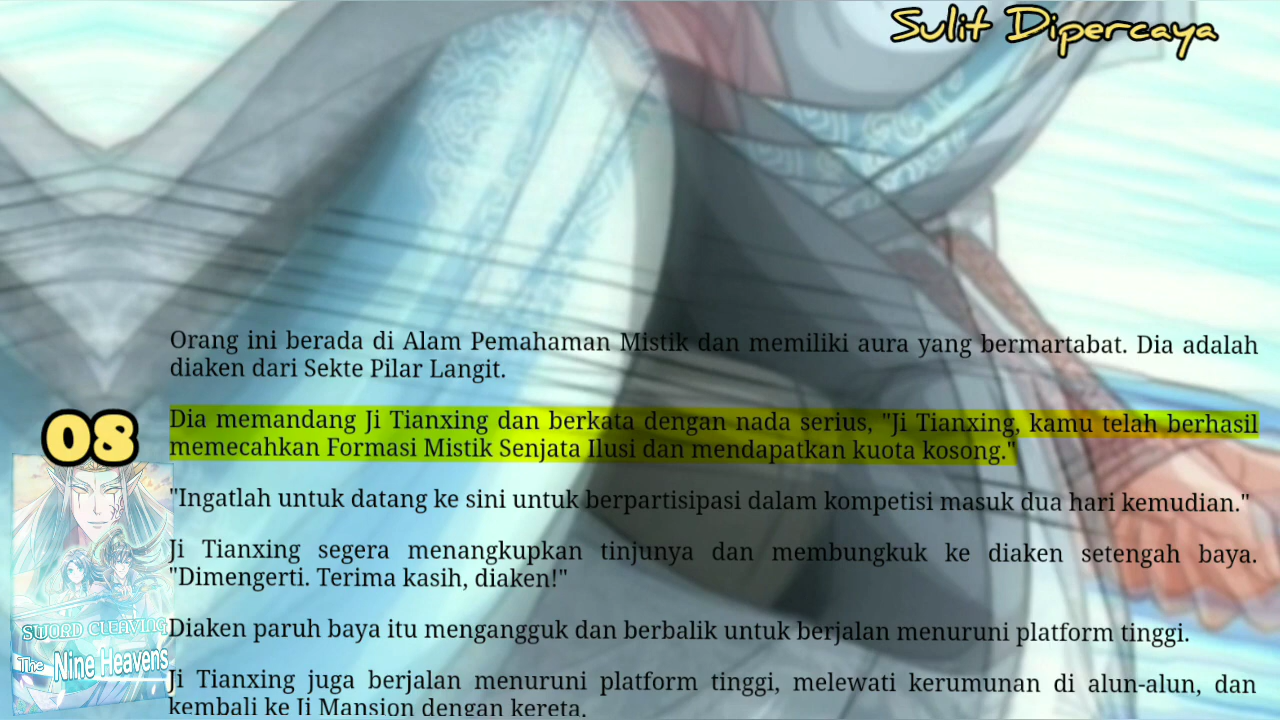 Sulit Dipercaya
Orang ini berada di Alam Pemahaman Mistik dan memiliki aura yang bermartabat. Dia adalah
diaken dari Sekte Pilar Langit.
Dia memandang Ji Tianxing dan berkata dengan nada serius, "Ji Tianxing, kamu telah berhasil
memecahkan Formasi Mistik Senjata Ilusi dan mendapatkan kuota kosong."
08
"Ingatlah untuk datang ke sini untuk berpartisipasi dalam kompetisi masuk dua hari kemudian."
Ji Tianxing segera menangkupkan tinjunya dan membungkuk ke diaken setengah baya.
"Dimengerti. Terima kasih, diaken!"
Diaken paruh baya itu mengangguk dan berbalik untuk berjalan menuruni platform tinggi.
SWORD CLEAVING
The Nine Heavens
Ji Tianxing juga berjalan menuruni platform tinggi, melewati kerumunan di alun-alun, dan
kembali ke Ji Mansion dengan kereta.